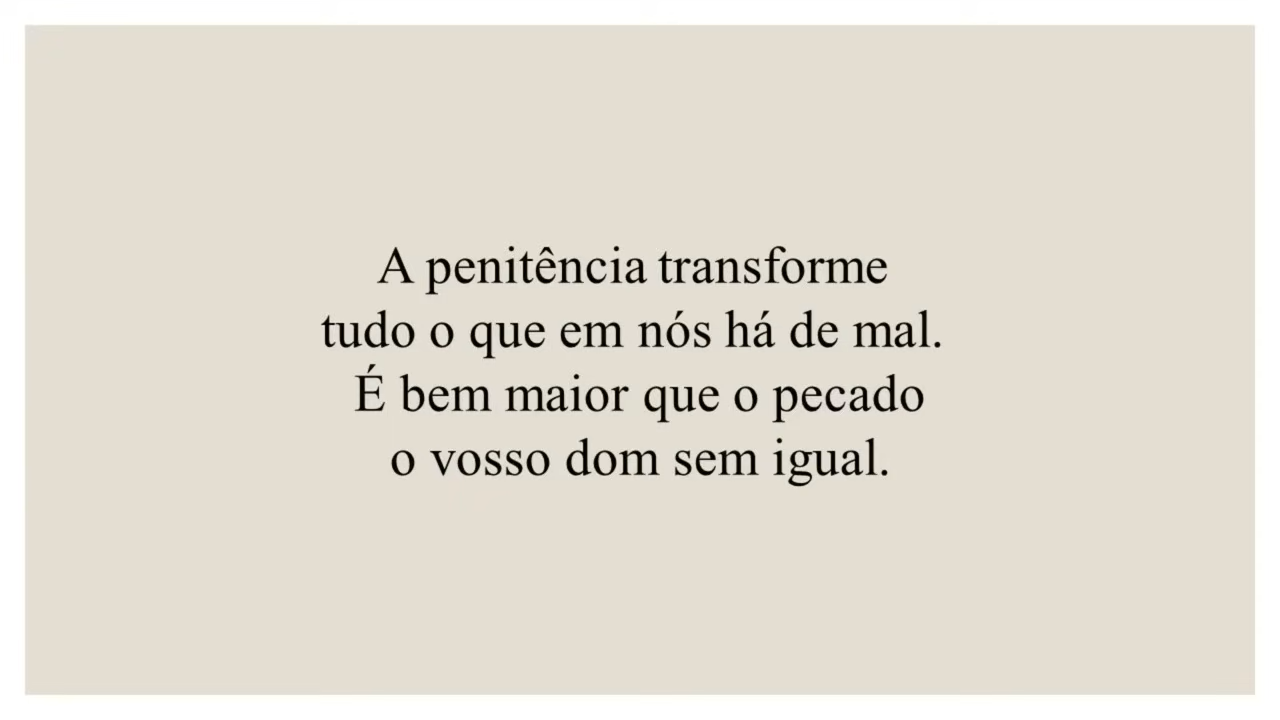 A penitência transforme
tudo o que em nós há de mal.
É bem maior que o pecado
o vosso dom sem igual.